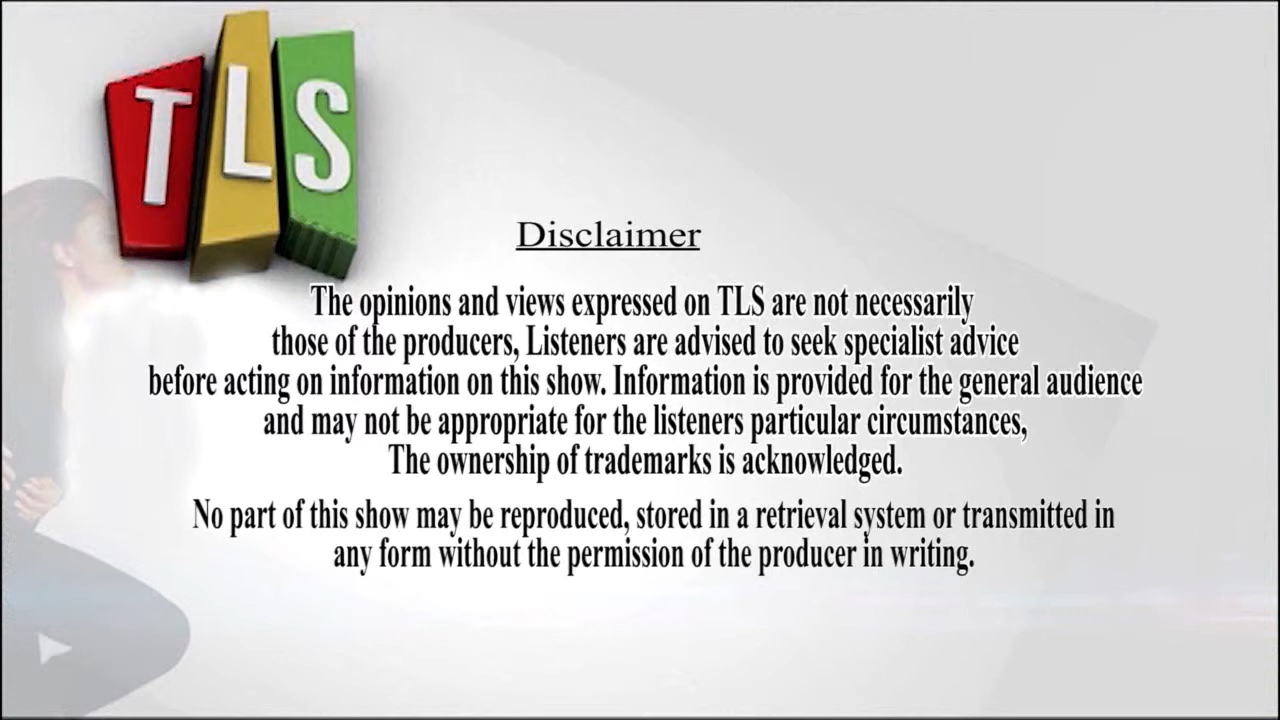 TLS
Disclaimer
The opinions and views expressed on TLS are not necessarily
those of the producers, Listeners are advised to seek specialist advice
before acting on information on this show. Information is provided for the general audience
and may not be appropriate for the listeners particular circumstances,
The ownership of trademarks is acknowledged.
No part of this show may be reproduced, stored in a retrieval system or transmitted in
any form without the permission of the producer in writing.